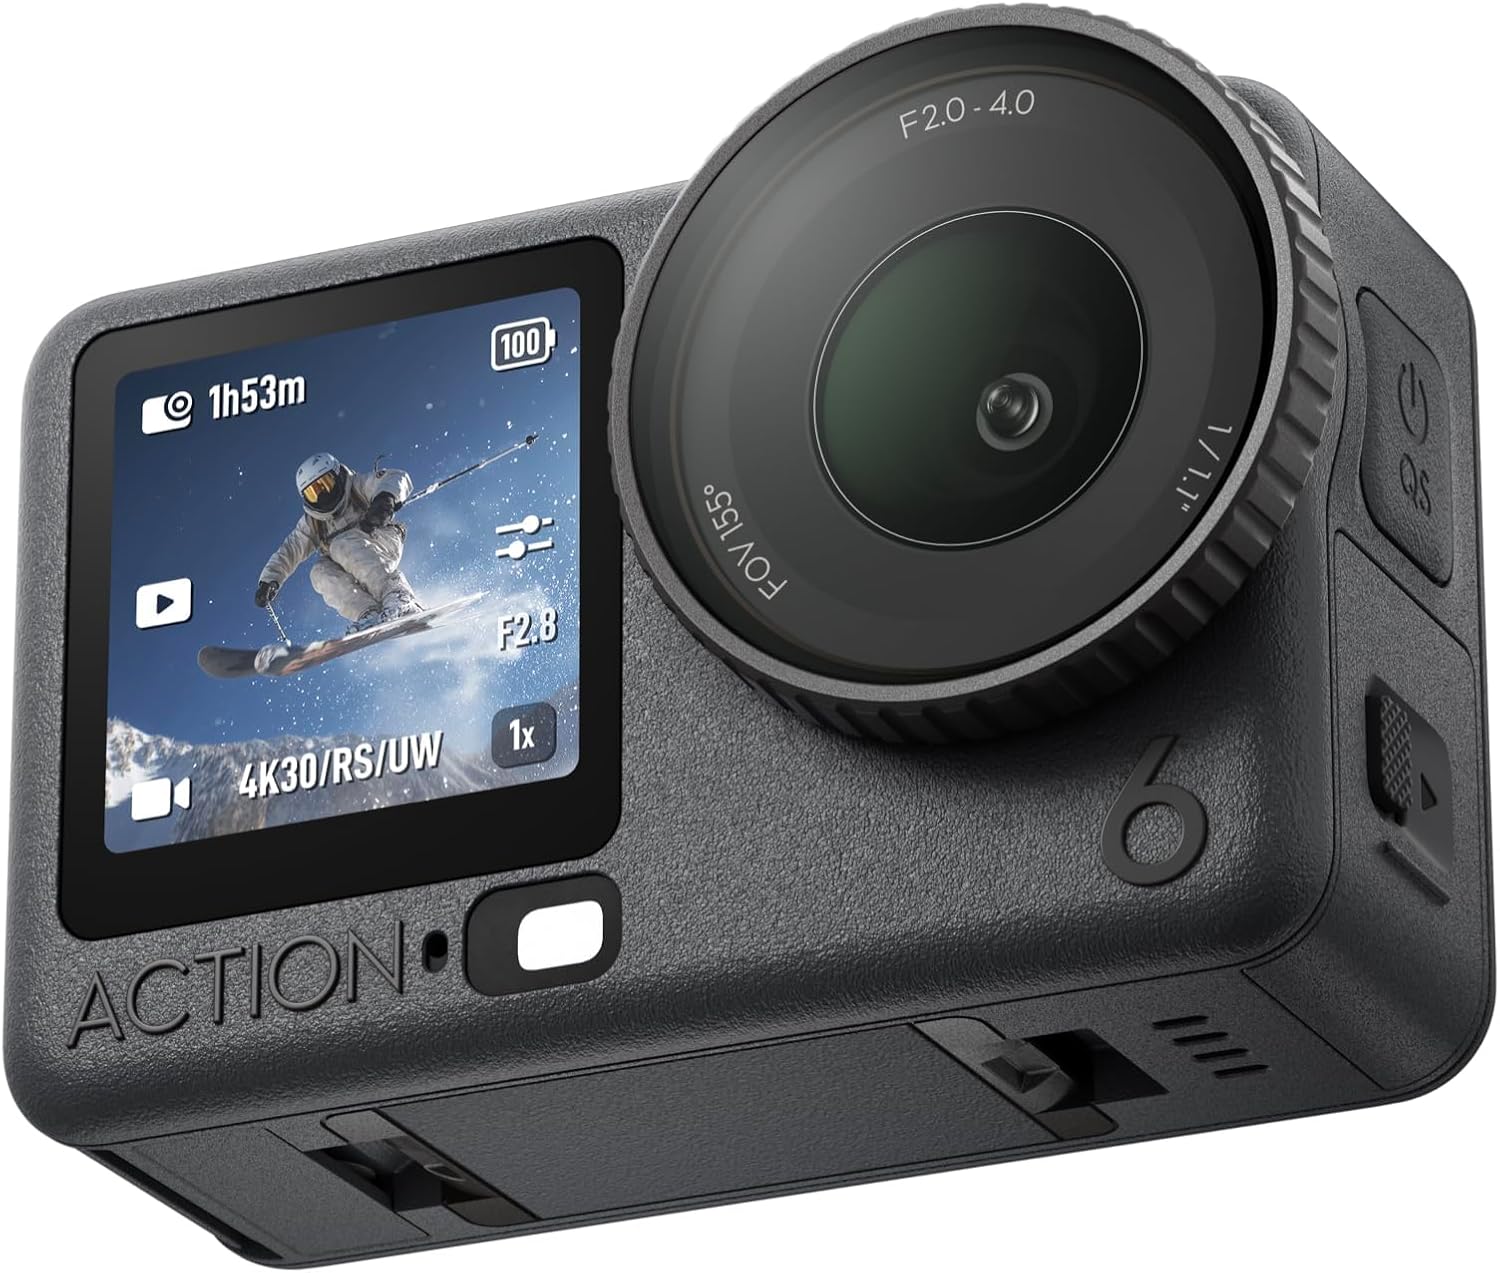 F2.0 - 4.0
1/1.1"
FOV 155°
1h53m
100
F2.8
1x
4K30/RS/UW
QS
6
ACTION